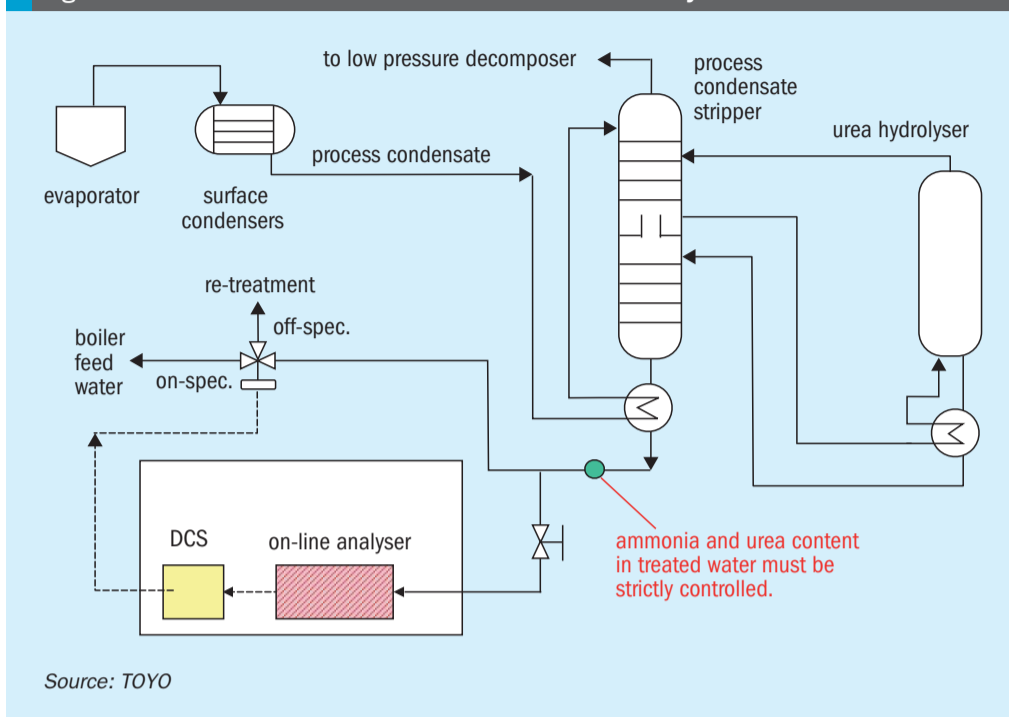 to low pressure decomposer
process
condensate
stripper
urea hydrolyser
process condensate
evaporator
surface
condensers
re-treatment
off-spec.
boiler
feed
water
on-spec.
DCS
on-line analyser
ammonia and urea content
in treated water must be
strictly controlled.
Source: TOYO